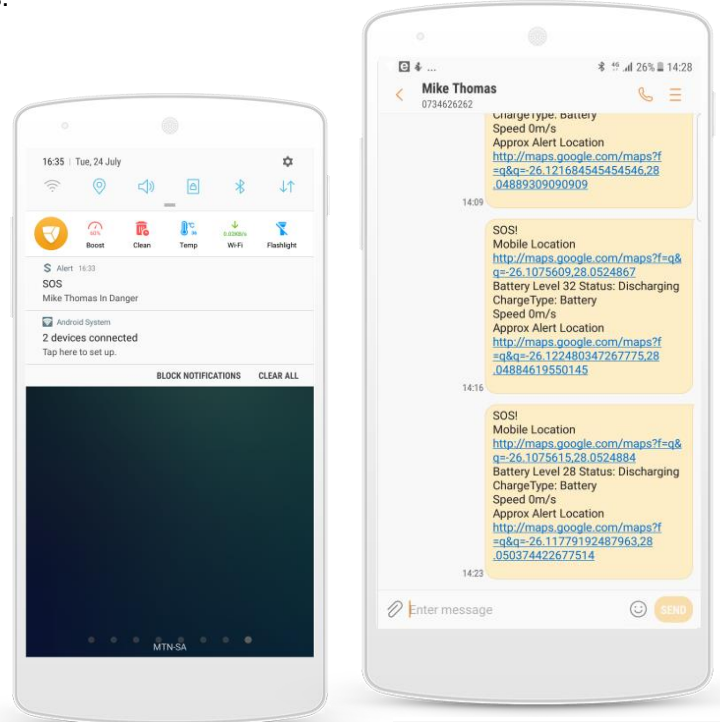 16:35 | Tue, 24 July
60%
0.03KB/s
Boost
Clean
Temp
Wi-Fi
Flashlight
S Alert 16:33
SOS
Mike Thomas In Danger
Android System
2 devices connected
Tap here to set up.
BLOCK NOTIFICATIONS CLEAR ALL
MTN-SA
... 4G 26% 14:28
Mike Thomas
0734626262
ChargeType: Battery
Speed 0m/s
Approx Alert Location
http://maps.google.com/maps?f
=q&q=-26.121684545454546,28
.04889309090909
14:09
SOS!
Mobile Location
http://maps.google.com/maps?f=q&
q=-26.1075609,28.0524867
Battery Level 32 Status: Discharging
ChargeType: Battery
Speed 0m/s
Approx Alert Location
http://maps.google.com/maps?f
=q&q=-26.122480347267775,28
.04884619550145
14:16
SOS!
Mobile Location
http://maps.google.com/maps?f=q&
q=-26.1075615,28.0524884
Battery Level 28 Status: Discharging
ChargeType: Battery
Speed 0m/s
Approx Alert Location
http://maps.google.com/maps?f
=q&q=-26.11779192487963,28
.050374422677514
14:23
Enter message
SEND